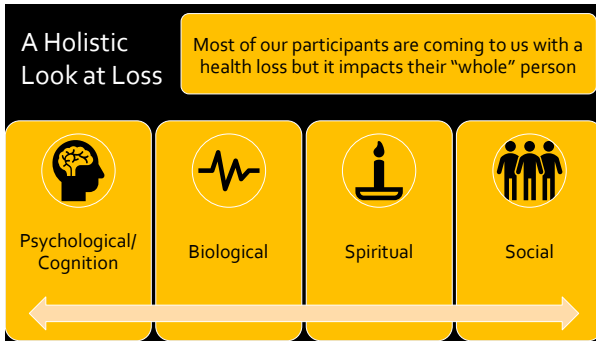 A Holistic
Look at Loss
Most of our participants are coming to us with a
health loss but it impacts their “whole” person
Psychological/
Cognition
Biological
Spiritual
Social